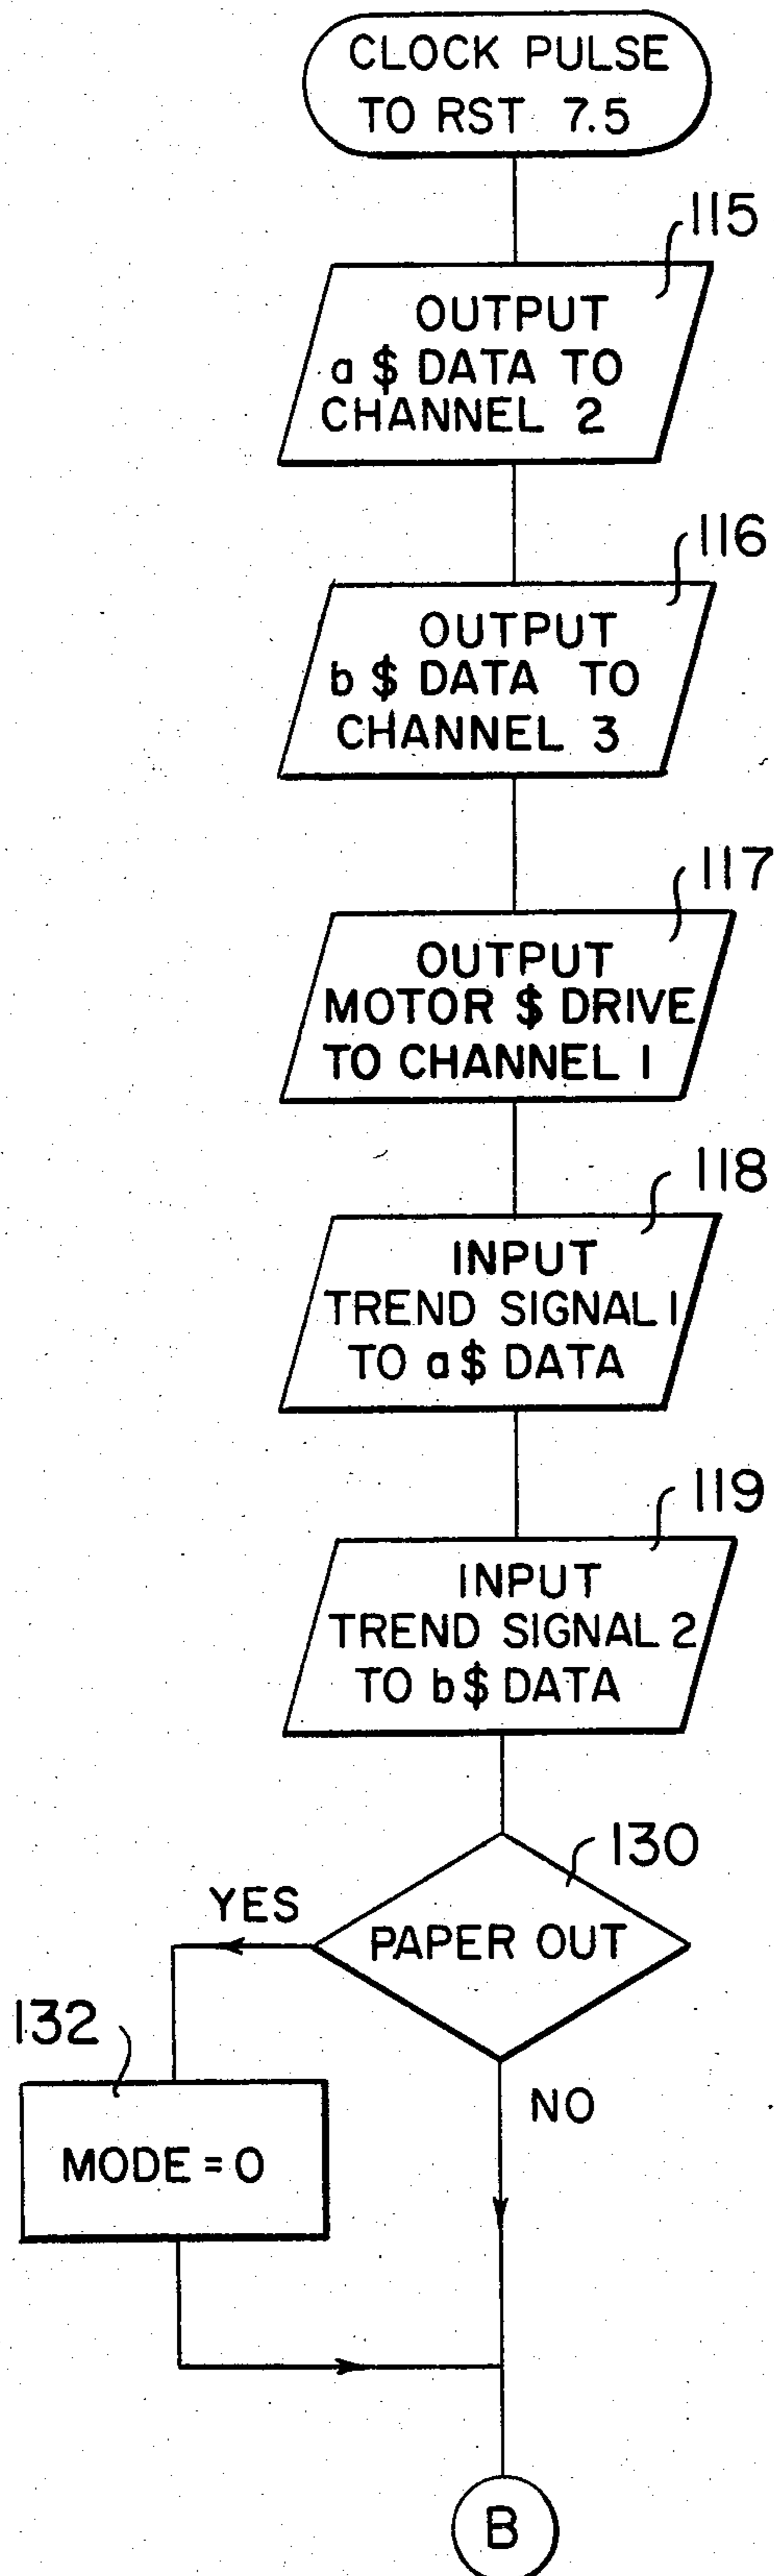 CLOCK PULSE
TO RST 7.5
115
OUTPUT
a $ DATA TO
CHANNEL 2
116
OUTPUT
b $ DATA TO
CHANNEL 3
117
OUTPUT
MOTOR $ DRIVE
TO CHANNEL 1
118
INPUT
TREND SIGNAL 1
TO a $ DATA
119
INPUT
TREND SIGNAL 2
TO b $ DATA
130
YES
PAPER OUT
132
NO
MODE = 0
B